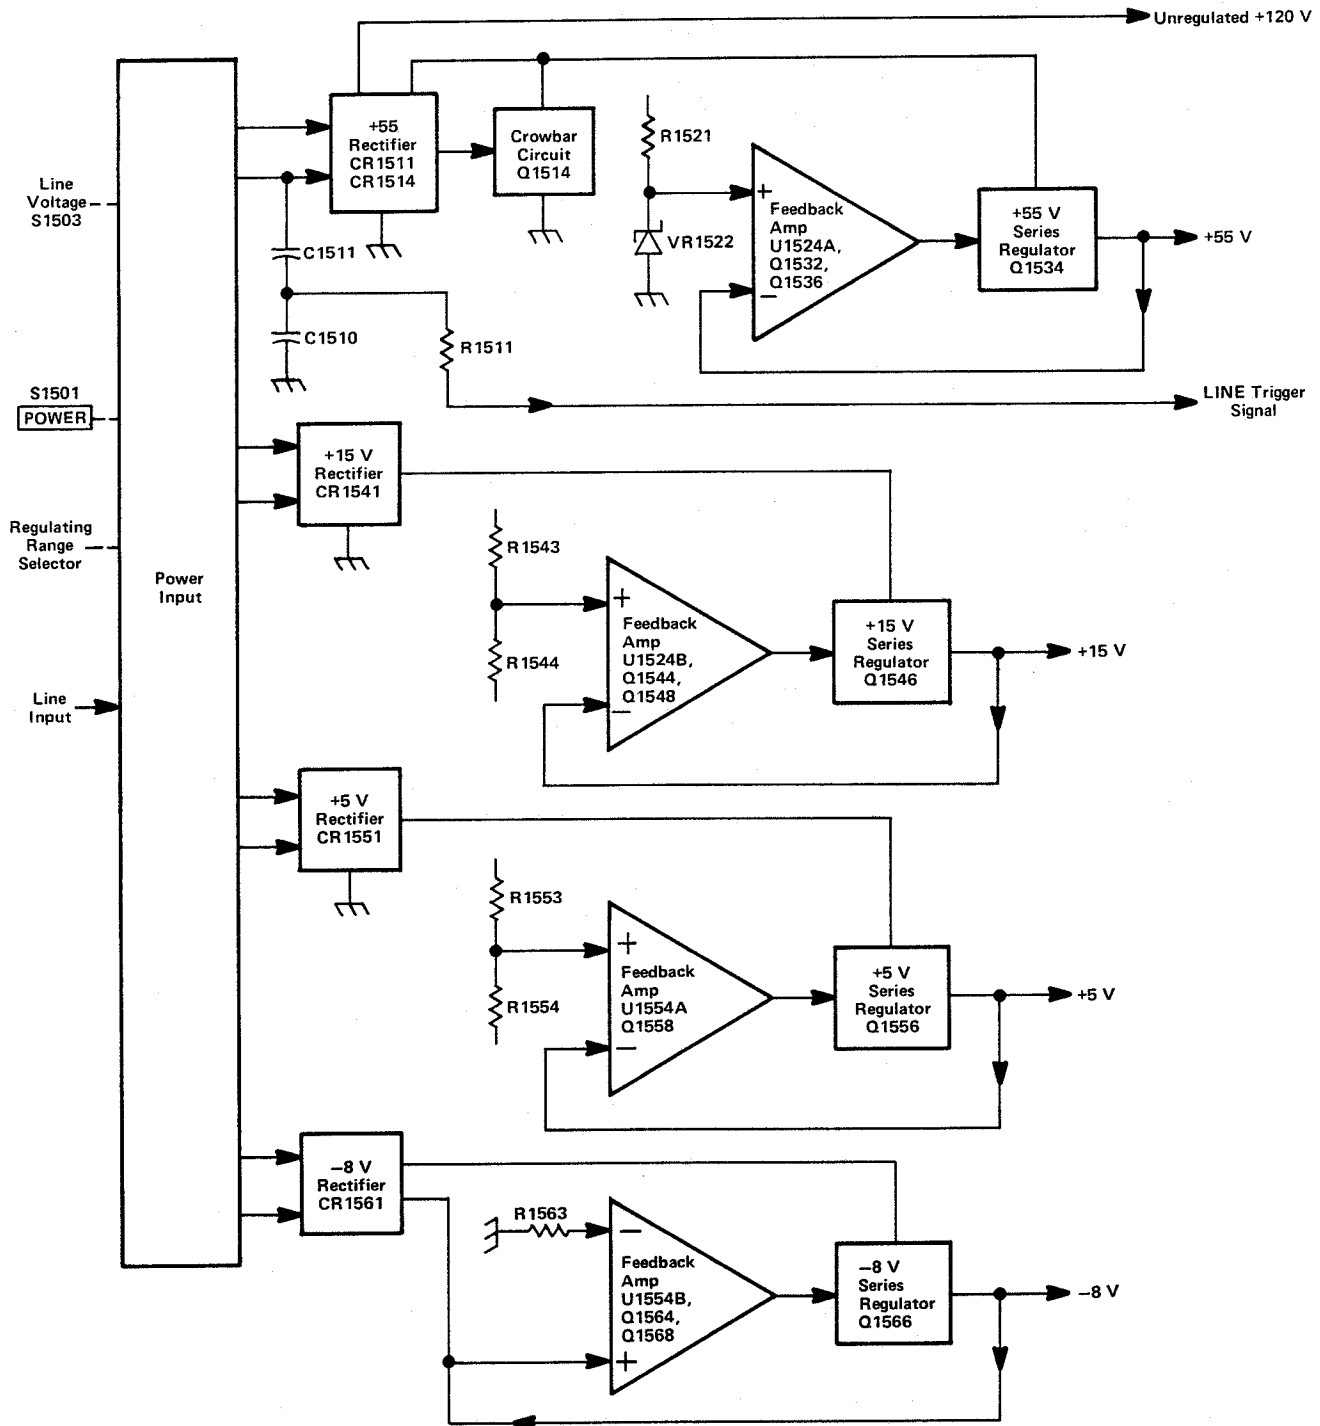 Unregulated +120 V
+55
Rectifier
CR1511
CR1514
Crowbar
Circuit
Q1514
R1521
VR1522
+
Feedback
Amp
U1524A,
Q1532,
Q1536
−
+55 V
Series
Regulator
Q1534
+55 V
Line
Voltage
S1503
C1511
C1510
R1511
LINE Trigger
Signal
S1501
POWER
+15 V
Rectifier
CR1541
Regulating
Range
Selector
Power
Input
R1543
R1544
+
Feedback
Amp
U1524B,
Q1544,
Q1548
−
+15 V
Series
Regulator
Q1546
+15 V
Line
Input
+5 V
Rectifier
CR1551
R1553
R1554
+
Feedback
Amp
U1554A
Q1558
−
+5 V
Series
Regulator
Q1556
+5 V
−8 V
Rectifier
CR1561
R1563
−
Feedback
Amp
U1554B,
Q1564,
Q1568
+
−8 V
Series
Regulator
Q1566
−8 V